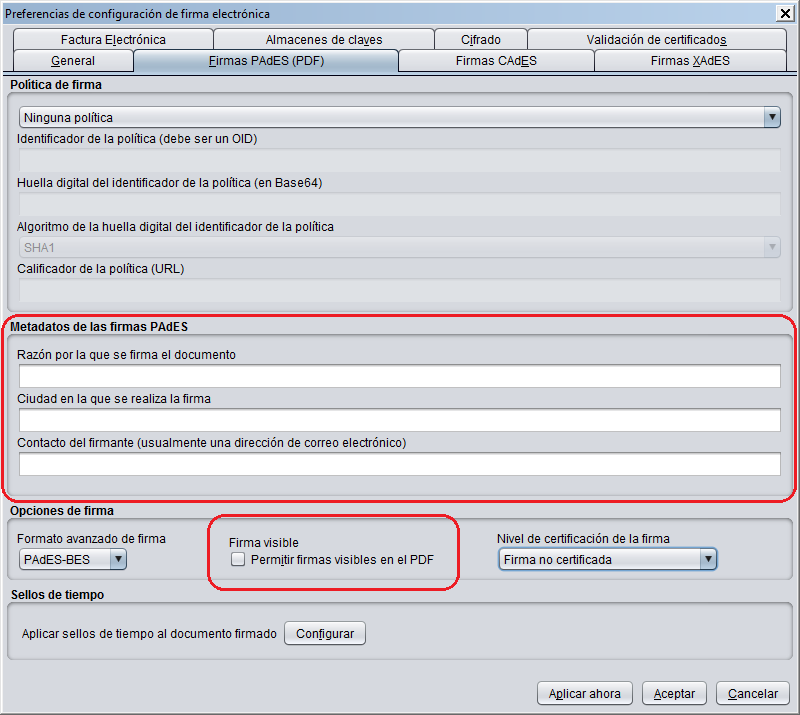 Preferencias de configuración de firma electrónica
Factura Electrónica Almacenes de claves Cifrado Validación de certificados
General Firmas PAdES (PDF) Firmas CAdES Firmas XAdES
Política de firma
Ninguna política
Identificador de la política (debe ser un OID)
Huella digital del identificador de la política (en Base64)
Algoritmo de la huella digital del identificador de la política
SHA1
Calificador de la política (URL)
Metadatos de las firmas PAdES
Razón por la que se firma el documento
Ciudad en la que se realiza la firma
Contacto del firmante (usualmente una dirección de correo electrónico)
Opciones de firma
Formato avanzado de firma Firma visible Nivel de certificación de la firma
PAdES-BES Permitir firmas visibles en el PDF Firma no certificada
Sellos de tiempo
Aplicar sellos de tiempo al documento firmado Configurar
Aplicar ahora Aceptar Cancelar